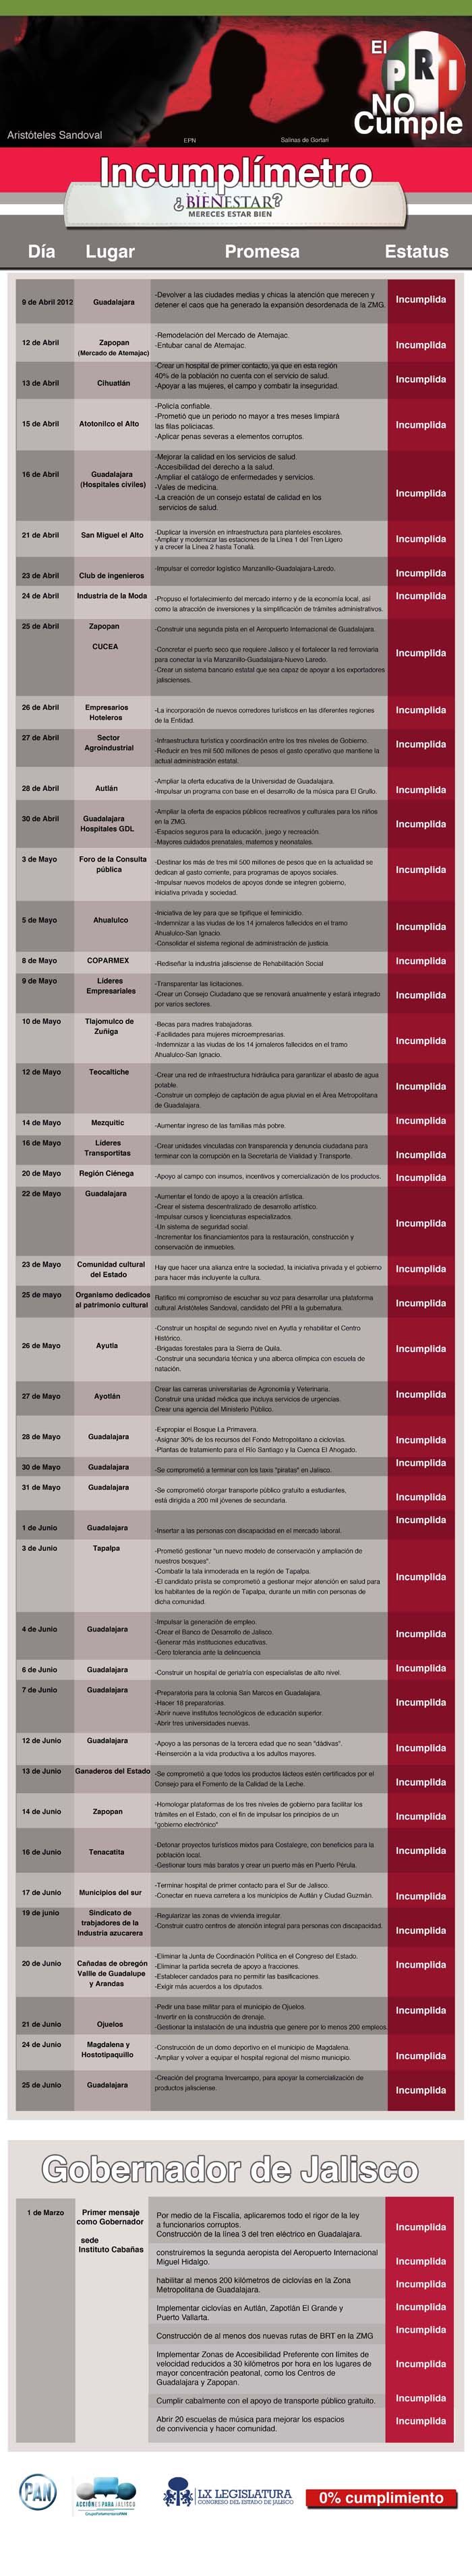 El
PRI
NO
Cumple
Aristóteles Sandoval
EPN
Salinas de Gortari
Incumplímetro
¿BIENESTAR?
MERECES ESTAR BIEN
Día Lugar Promesa Estatus
9 de Abril 2012 Guadalajara
-Devolver a las ciudades medias y chicas la atención que merecen y
detener el caos que ha generado la expansión desordenada de la ZMG.
Incumplida
12 de Abril Zapopan
(Mercado de Atemajac)
-Remodelación del Mercado de Atemajac.
-Entubar canal de Atemajac.
Incumplida
13 de Abril Cihuatlán
-Crear un hospital de primer contacto, ya que en esta región
40% de la población no cuenta con el servicio de salud.
-Apoyar a las mujeres, el campo y combatir la inseguridad.
Incumplida
15 de Abril Atotonilco el Alto
-Policía confiable.
-Prometió que un periodo no mayor a tres meses limpiará
las filas policiacas.
-Aplicar penas severas a elementos corruptos.
Incumplida
16 de Abril Guadalajara
(Hospitales civiles)
-Mejorar la calidad en los servicios de salud.
-Accesibilidad del derecho a la salud.
-Ampliar el catálogo de enfermedades y servicios.
-Vales de medicina.
-La creación de un consejo estatal de calidad en los
servicios de salud.
Incumplida
21 de Abril San Miguel el Alto
-Duplicar la inversión en infraestructura para planteles escolares.
-Ampliar y modernizar las estaciones de la Línea 1 del Tren Ligero
y a crecer la Línea 2 hasta Tonalá.
Incumplida
23 de Abril Club de ingenieros
-Impulsar el corredor logístico Manzanillo-Guadalajara-Laredo.
Incumplida
24 de Abril Industria de la Moda
-Propuso el fortalecimiento del mercado interno y de la economía local, así
como la atracción de inversiones y la simplificación de trámites administrativos.
Incumplida
25 de Abril Zapopan
CUCEA
-Construir una segunda pista en el Aeropuerto Internacional de Guadalajara.
-Concretar el puerto seco que requiere Jalisco y el fortalecer la red ferroviaria
para conectar la vía Manzanillo-Guadalajara-Nuevo Laredo.
-Crear un sistema bancario estatal que sea capaz de apoyar a los exportadores
jaliscienses.
Incumplida
26 de Abril Empresarios
Hoteleros
-La incorporación de nuevos corredores turísticos en las diferentes regiones
de la Entidad.
Incumplida
27 de Abril Sector
Agroindustrial
-Infraestructura turística y coordinación entre los tres niveles de Gobierno.
-Reducir en tres mil 500 millones de pesos el gasto operativo que mantiene la
actual administración estatal.
Incumplida
28 de Abril Autlán
-Ampliar la oferta educativa de la Universidad de Guadalajara.
-Impulsar un programa con base en el desarrollo de la música para El Grullo.
Incumplida
30 de Abril Guadalajara
Hospitales GDL
-Ampliar la oferta de espacios públicos recreativos y culturales para los niños
en la ZMG.
-Espacios seguros para la educación, juego y recreación.
-Mayores cuidados prenatales, maternos y neonatales.
Incumplida
3 de Mayo Foro de la Consulta
pública
-Destinar los más de tres mil 500 millones de pesos que en la actualidad se
dedican al gasto corriente, para programas de apoyos sociales.
-Impulsar nuevos modelos de apoyos donde se integren gobierno,
iniciativa privada y sociedad.
Incumplida
5 de Mayo Ahualulco
-Iniciativa de ley para que se tipifique el feminicidio.
-Indemnizar a las viudas de los 14 jornaleros fallecidos en el tramo
Ahualulco-San Ignacio.
-Consolidar el sistema regional de administración de justicia.
Incumplida
8 de Mayo COPARMEX
-Rediseñar la industria jalisciense de Rehabilitación Social
Incumplida
9 de Mayo Líderes
Empresariales
-Transparentar las licitaciones.
-Crear un Consejo Ciudadano que se renovará anualmente y estará integrado
por varios sectores.
Incumplida
10 de Mayo Tlajomulco de
Zuñiga
-Becas para madres trabajadoras.
-Facilidades para mujeres microempresarias.
-Indemnizar a las viudas de los 14 jornaleros fallecidos en el tramo
Ahualulco-San Ignacio.
Incumplida
12 de Mayo Teocaltiche
-Crear una red de infraestructura hidráulica para garantizar el abasto de agua
potable.
-Construir un complejo de captación de agua pluvial en el Área Metropolitana
de Guadalajara.
Incumplida
14 de Mayo Mezquitic
-Aumentar ingreso de las familias más pobre.
Incumplida
16 de Mayo Líderes
Transportitas
-Crear unidades vinculadas con transparencia y denuncia ciudadana para
terminar con la corrupción en la Secretaría de Vialidad y Transporte.
Incumplida
20 de Mayo Región Ciénega
-Apoyo al campo con insumos, incentivos y comercialización de los productos.
Incumplida
22 de Mayo Guadalajara
-Aumentar el fondo de apoyo a la creación artística.
-Crear el sistema descentralizado de desarrollo artístico.
-Impulsar cursos y licenciaturas especializados.
-Un sistema de seguridad social.
-Incrementar los financiamientos para la restauración, construcción y
conservación de inmuebles.
Incumplida
23 de Mayo Comunidad cultural
del Estado
Hay que hacer una alianza entre la sociedad, la iniciativa privada y el gobierno
para hacer más incluyente la cultura.
Incumplida
25 de mayo Organismo dedicados
al patrimonio cultural
Ratifico mi compromiso de escuchar su voz para desarrollar una plataforma
cultural Aristóteles Sandoval, candidato del PRI a la gubernatura.
Incumplida
26 de Mayo Ayutla
-Construir un hospital de segundo nivel en Ayutla y rehabilitar el Centro
Histórico.
-Brigadas forestales para la Sierra de Quila.
-Construir una secundaria técnica y una alberca olímpica con escuela de
natación.
Incumplida
27 de Mayo Ayotlán
Crear las carreras universitarias de Agronomía y Veterinaria.
Construir una unidad médica que incluya servicios de urgencias.
Crear una agencia del Ministerio Público.
Incumplida
28 de Mayo Guadalajara
-Expropiar el Bosque La Primavera.
-Asignar 30% de los recursos del Fondo Metropolitano a ciclovías.
-Plantas de tratamiento para el Río Santiago y la Cuenca El Ahogado.
Incumplida
30 de Mayo Guadalajara
-Se comprometió a terminar con los taxis "piratas" en Jalisco.
Incumplida
31 de Mayo Guadalajara
-Se comprometió otorgar transporte público gratuito a estudiantes,
está dirigida a 200 mil jóvenes de secundaria.
Incumplida
1 de Junio Guadalajara
-Insertar a las personas con discapacidad en el mercado laboral.
Incumplida
3 de Junio Tapalpa
-Prometió gestionar "un nuevo modelo de conservación y ampliación de
nuestros bosques".
-Combatir la tala inmoderada en la región de Tapalpa.
-El candidato priista se comprometió a gestionar mejor atención en salud para
los habitantes de la región de Tapalpa, durante un mitin con personas de
dicha comunidad.
Incumplida
4 de Junio Guadalajara
-Impulsar la generación de empleo.
-Crear el Banco de Desarrollo de Jalisco.
-Generar más instituciones educativas.
-Cero tolerancia ante la delincuencia
Incumplida
6 de Junio Guadalajara
-Construir un hospital de geriatría con especialistas de alto nivel.
Incumplida
7 de Junio Guadalajara
-Preparatoria para la colonia San Marcos en Guadalajara.
-Hacer 18 preparatorias.
-Abrir nueve institutos tecnológicos de educación superior.
-Abrir tres universidades nuevas.
Incumplida
12 de Junio Guadalajara
-Apoyo a las personas de la tercera edad que no sean "dádivas".
-Reinserción a la vida productiva a los adultos mayores.
Incumplida
13 de Junio Ganaderos del Estado
-Se comprometió a que todos los productos lácteos estén certificados por el
Consejo para el Fomento de la Calidad de la Leche.
Incumplida
14 de Junio Zapopan
-Homologar plataformas de los tres niveles de gobierno para facilitar los
trámites en el Estado, con el fin de impulsar los principios de un
"gobierno electrónico"
Incumplida
16 de Junio Tenacatita
-Detonar proyectos turísticos mixtos para Costalegre, con beneficios para la
población local.
-Gestionar tours más baratos y crear un puerto más en Puerto Pérula.
Incumplida
17 de Junio Municipios del sur
-Terminar hospital de primer contacto para el Sur de Jalisco.
-Conectar en nueva carretera a los municipios de Autlán y Ciudad Guzmán.
Incumplida
19 de junio Sindicato de
trabjadores de la
Industria azucarera
-Regularizar las zonas de vivienda irregular.
-Construir cuatro centros de atención integral para personas con discapacidad.
Incumplida
20 de Junio Cañadas de obregón
Vallle de Guadalupe
y Arandas
-Eliminar la Junta de Coordinación Política en el Congreso del Estado.
-Eliminar la partida secreta de apoyo a fracciones.
-Establecer candados para no permitir las basificaciones.
-Exigir más acuerdos a los diputados.
Incumplida
21 de Junio Ojuelos
-Pedir una base militar para el municipio de Ojuelos.
-Invertir en la construcción de drenaje.
-Gestionar la instalación de una industria que genere por lo menos 200 empleos.
Incumplida
24 de Junio Magdalena y
Hostotipaquillo
-Construcción de un domo deportivo en el municipio de Magdalena.
-Ampliar y volver a equipar el hospital regional del mismo municipio.
Incumplida
25 de Junio Guadalajara
-Creación del programa Invercampo, para apoyar la comercialización de
productos jalisciense.
Incumplida
Gobernador de Jalisco
1 de Marzo Primer mensaje
como Gobernador
sede
Instituto Cabañas
Por medio de la Fiscalía, aplicaremos todo el rigor de la ley
a funcionarios corruptos.
Construcción de la línea 3 del tren eléctrico en Guadalajara.
Incumplida
construiremos la segunda aeropista del Aeropuerto Internacional
Miguel Hidalgo.
Incumplida
habilitar al menos 200 kilómetros de ciclovías en la Zona
Metropolitana de Guadalajara.
Incumplida
Implementar ciclovías en Autlán, Zapotlán El Grande y
Puerto Vallarta.
Incumplida
Construcción de al menos dos nuevas rutas de BRT en la ZMG
Incumplida
Implementar Zonas de Accesibilidad Preferente con límites de
velocidad reducidos a 30 kilómetros por hora en los lugares de
mayor concentración peatonal, como los Centros de
Guadalajara y Zapopan.
Incumplida
Cumplir cabalmente con el apoyo de transporte público gratuito.
Incumplida
Abrir 20 escuelas de música para mejorar los espacios
de convivencia y hacer comunidad.
Incumplida
PAN
ACCIONES PARA JALISCO
GrupoParlamentarioPAN
LX LEGISLATURA
CONGRESO DEL ESTADO DE JALISCO
0% cumplimiento